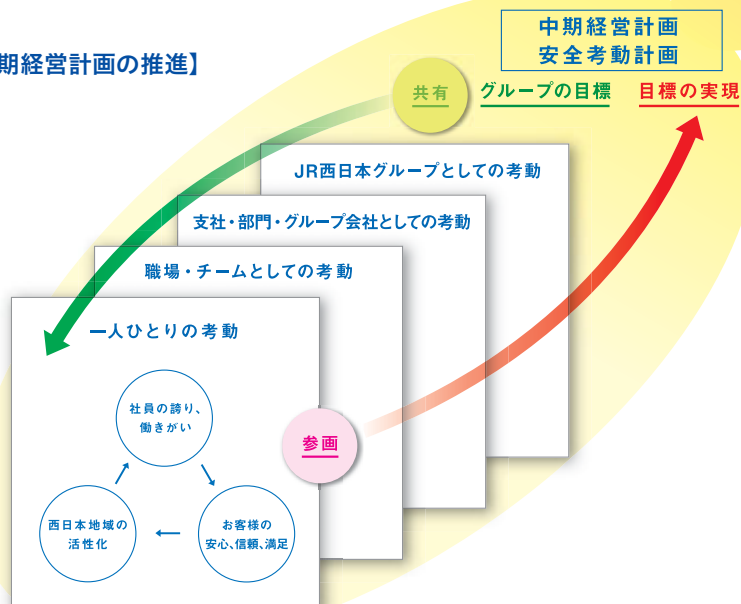 期経営計画の推進】
中期経営計画
安全考動計画
共有
グループの目標
目標の実現
JR西日本グループとしての考動
支社・部門・グループ会社としての考動
職場・チームとしての考動
一人ひとりの考動
社員の誇り、
働きがい
参画
西日本地域の
活性化
お客様の
安心、信頼、満足